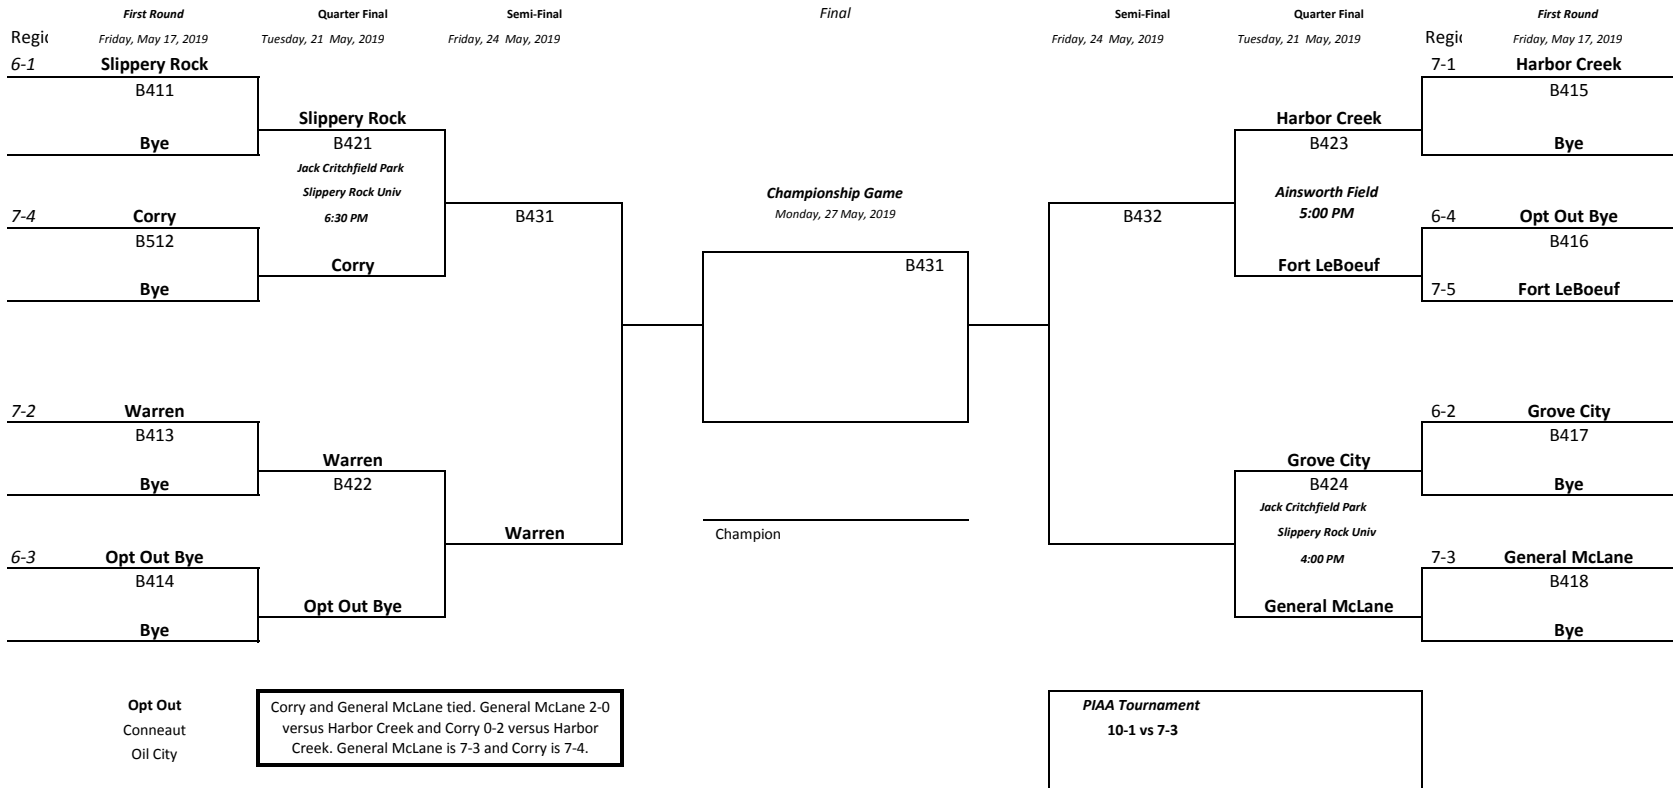 First Round
Quarter Final
Semi-Final
Final
Semi-Final
Quarter Final
First Round
Regi
Friday, May 17, 2019
Tuesday, 21 May, 2019
Friday, 24 May, 2019
Friday, 24 May, 2019
Tuesday, 21 May, 2019
Regi
Friday, May 17, 2019
6-1
Slippery Rock
B411
Bye
Slippery Rock
B421
Jack Critchfield Park
Slippery Rock Univ
6:30 PM
7-4
Corry
B512
Bye
Corry
B431
7-2
Warren
B413
Bye
Warren
B422
6-3
Opt Out Bye
B414
Bye
Opt Out Bye
Warren
Championship Game
Monday, 27 May, 2019
B431
Champion
B432
Harbor Creek
B423
Ainsworth Field
5:00 PM
Fort LeBoeuf
7-1
Harbor Creek
B415
Bye
6-4
Opt Out Bye
B416
7-5
Fort LeBoeuf
Grove City
B424
Jack Critchfield Park
Slippery Rock Univ
4:00 PM
General McLane
6-2
Grove City
B417
Bye
7-3
General McLane
B418
Bye
Opt Out
Conneaut
Oil City
Corry and General McLane tied. General McLane 2-0
versus Harbor Creek and Corry 0-2 versus Harbor
Creek. General McLane is 7-3 and Corry is 7-4.
PIAA Tournament
10-1 vs 7-3